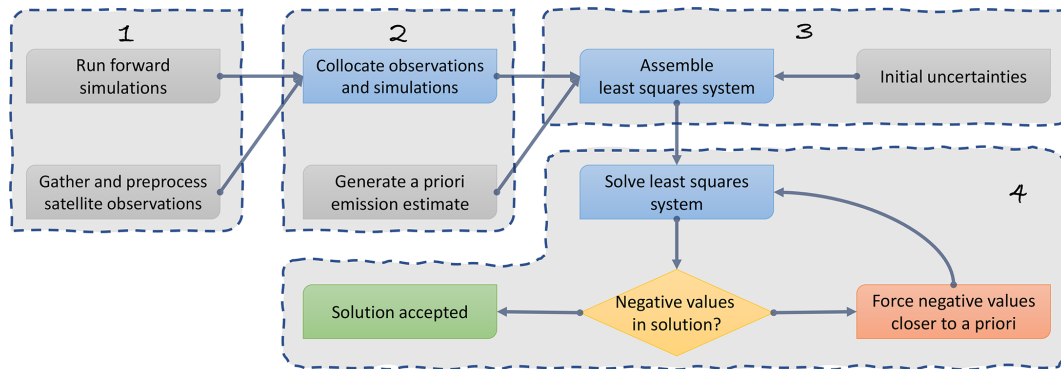 1
Run forward
simulations
Gather and preprocess
satellite observations
2
Collocate observations
and simulations
Generate a priori
emission estimate
3
Assemble
least squares system
Initial uncertainties
4
Solve least squares
system
Negative values
in solution?
Solution accepted
Force negative values
closer to a priori